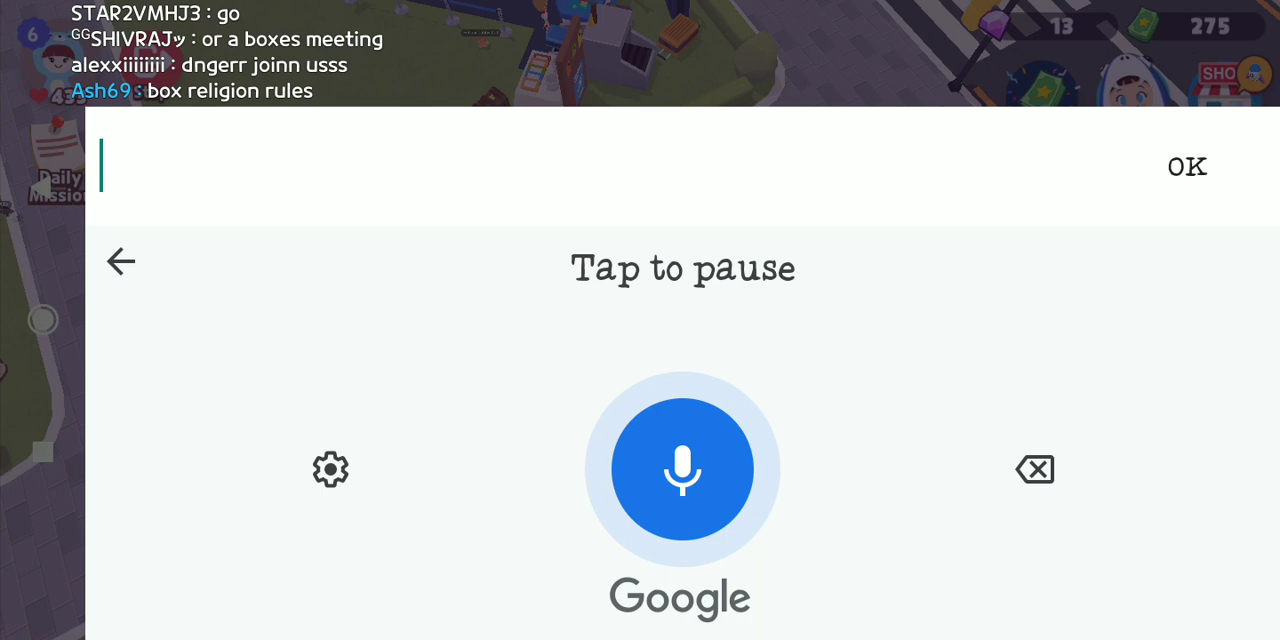 STAR2VMHJ3 : go
ᴳᴳSHIVRAJッ : or a boxes meeting
alexxiiiiiiii : dngerr joinn usss
Ash69 : box religion rules
6
13
275
SHO
Daily
Mission
OK
Tap to pause
Google